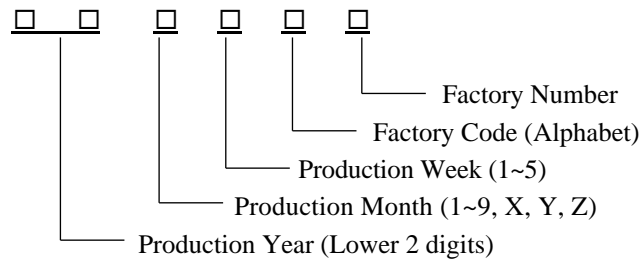 □ □ □ □ □ □
Factory Number
Factory Code (Alphabet)
Production Week (1~5)
Production Month (1~9, X, Y, Z)
Production Year (Lower 2 digits)